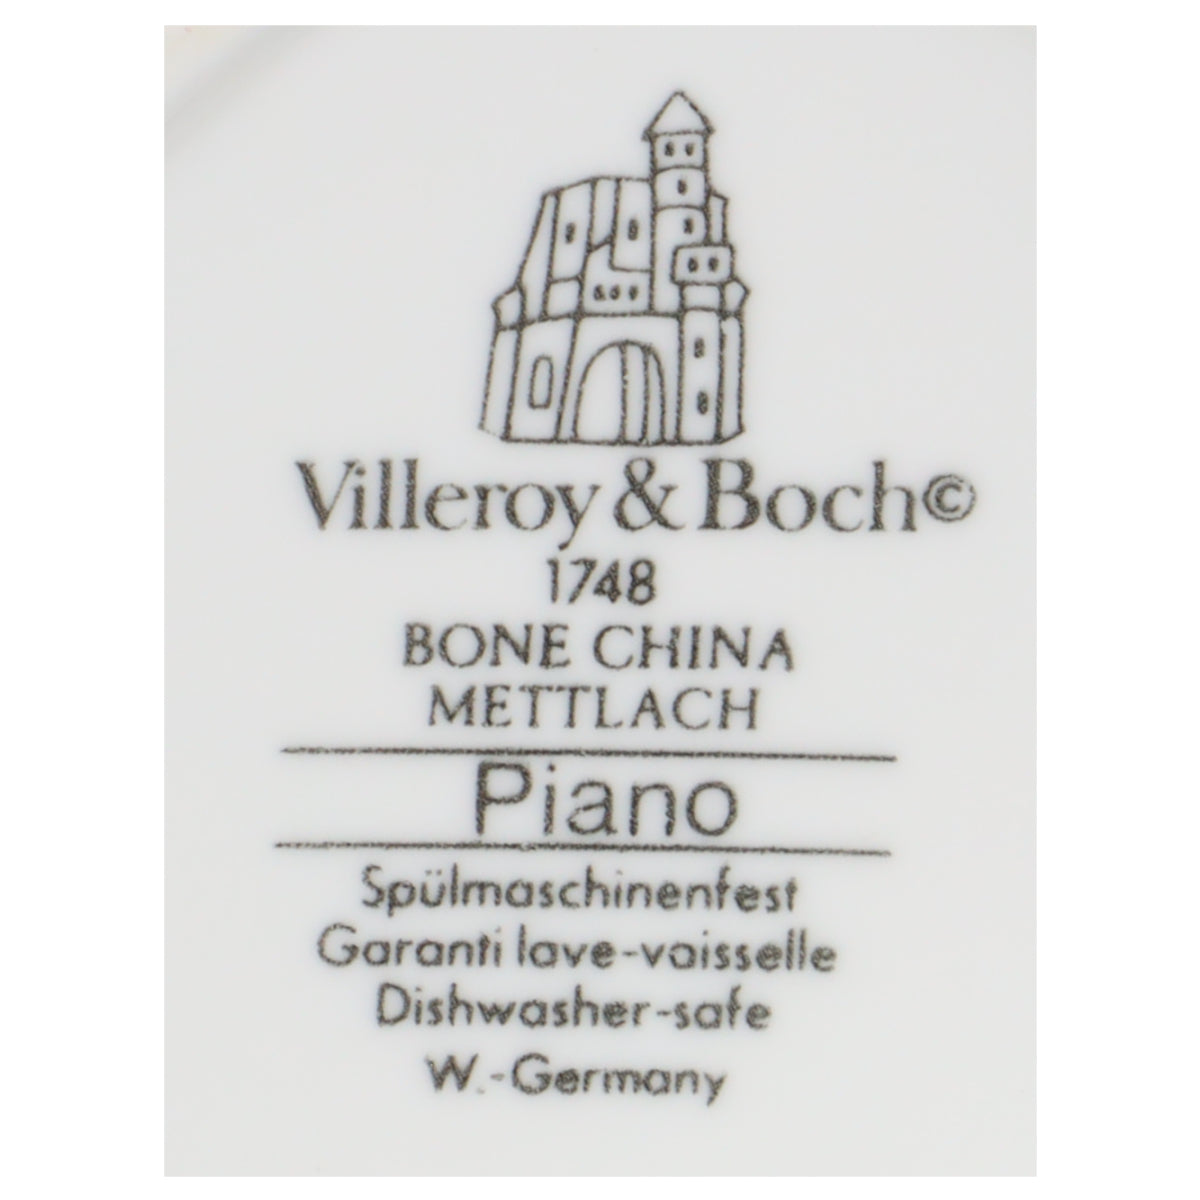 Villeroy & Boch©
1748
BONE CHINA
METTLACH
Piano
Spülmaschinenfest
Garanti lave-vaisselle
Dishwasher-safe
W.-Germany